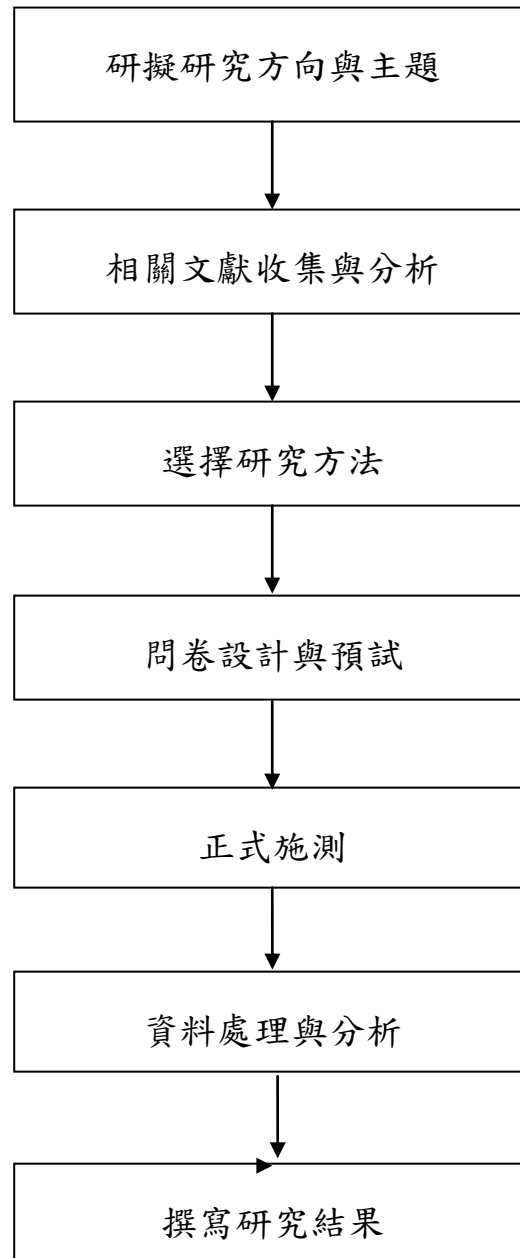 研擬研究方向與主題
相關文獻收集與分析
選擇研究方法
問卷設計與預試
正式施測
資料處理與分析
撰寫研究結果